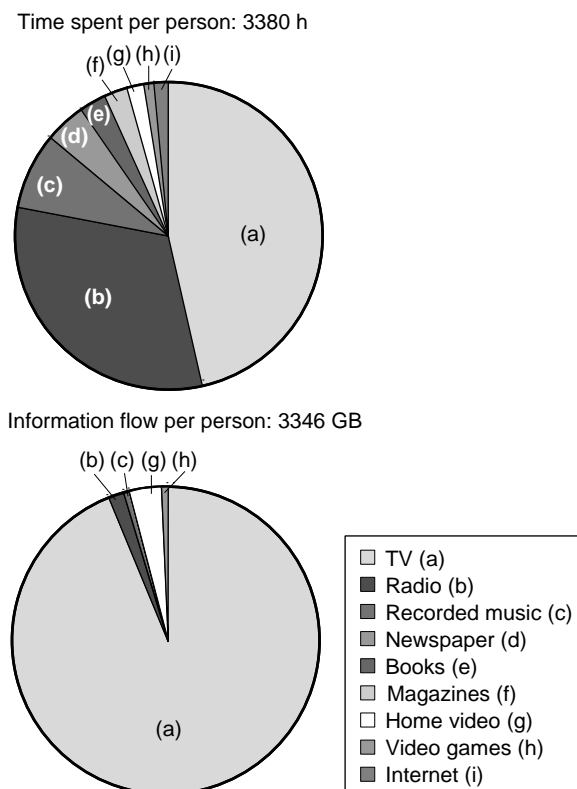 Time spent per person: 3380 h
(f) (g) (h) (i)
(e)
(d)
(c)
(a)
(b)
Information flow per person: 3346 GB
(b) (c) (g) (h)
(a)
TV (a)
Radio (b)
Recorded music (c)
Newspaper (d)
Books (e)
Magazines (f)
Home video (g)
Video games (h)
Internet (i)